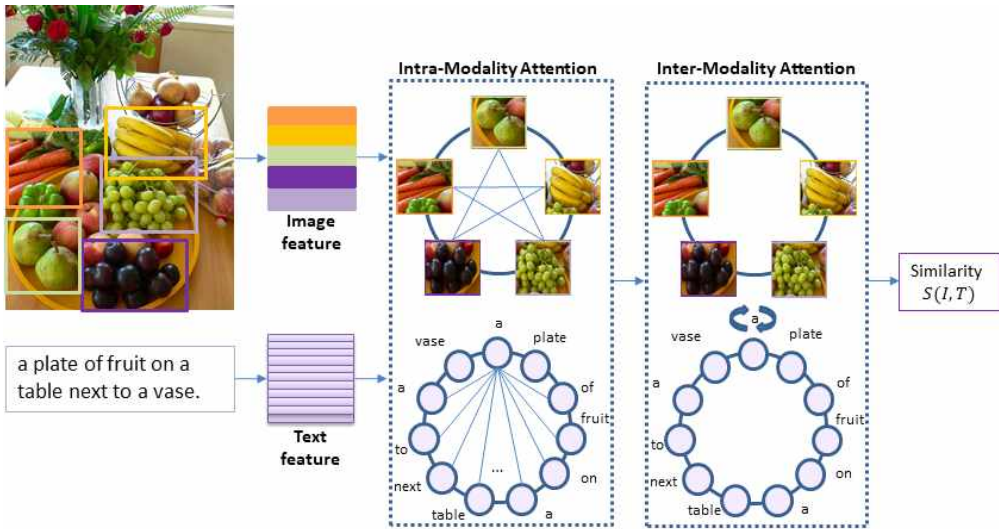 Intra-Modality Attention
Inter-Modality Attention
Image
feature
Similarity
S(I,T)
a plate of fruit on a
table next to a vase.
Text
feature
a
plate
of
fruit
on
a
...
table
next
to
a
vase
a
plate
of
fruit
on
a
table
next
to
a
vase